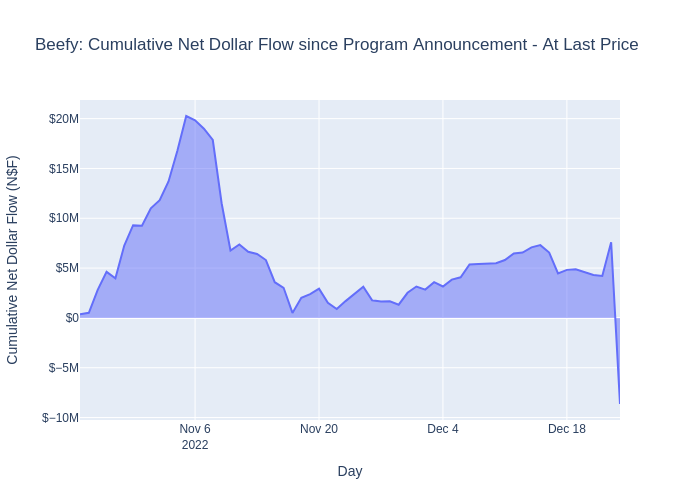 Beefy: Cumulative Net Dollar Flow since Program Announcement - At Last Price
Cumulative Net Dollar Flow (N$F)
$20M
$15M
$10M
$5M
$0
$−5M
$−10M
Nov 6
2022
Nov 20
Dec 4
Dec 18
Day